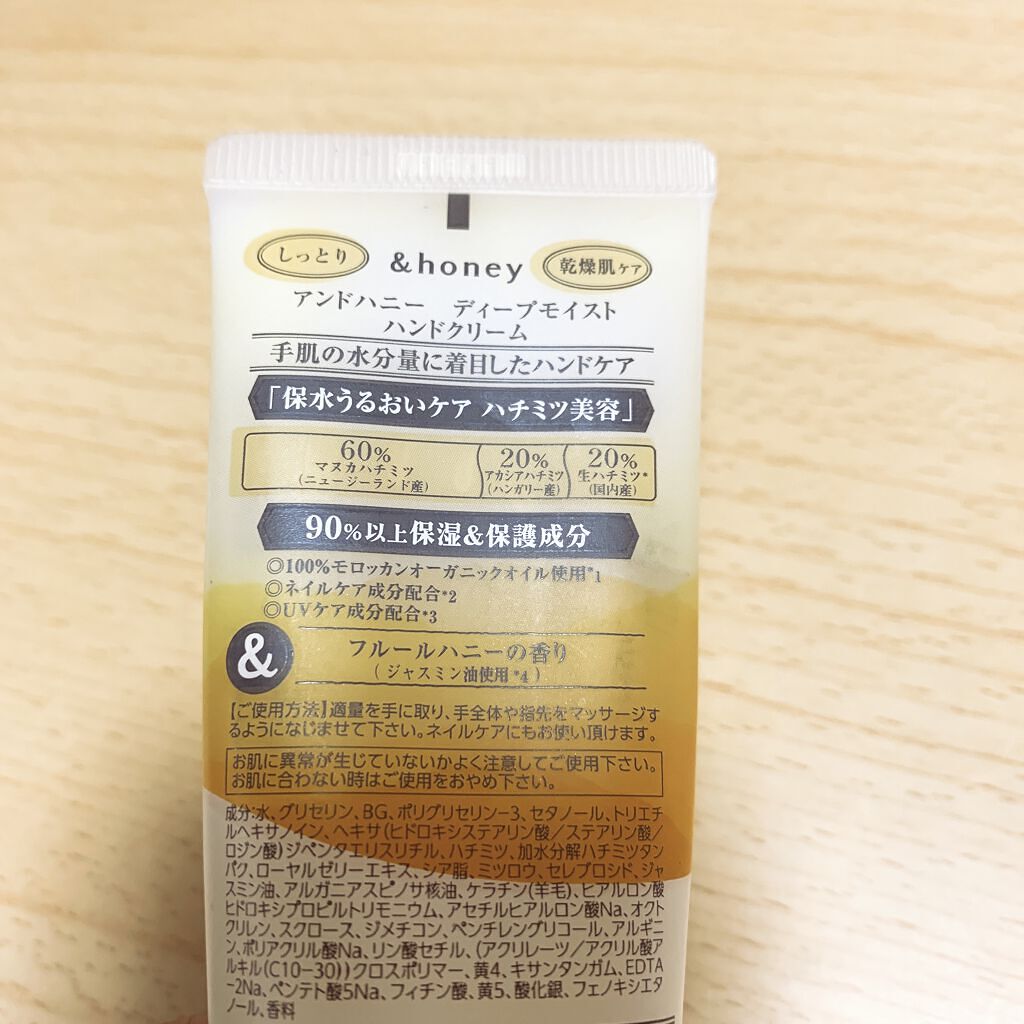 しっとり &honey 乾燥肌ケア
アンドハニー ディープモイスト
ハンドクリーム
手肌の水分量に着目したハンドケア
「保水うるおいケア ハチミツ美容」
60% マヌカハチミツ (ニュージーランド産)
20% アカシアハチミツ (ハンガリー産)
20% 生ハチミツ* (国内産)
90%以上保湿&保護成分
◎100%モロッカンオーガニックオイル使用*1
◎ネイルケア成分配合*2
◎UVケア成分配合*3
& フルールハニーの香り
(ジャスミン油使用*4)
【ご使用方法】適量を手に取り、手全体や指先をマッサージす
るようになじませて下さい。ネイルケアにもお使い頂けます。
お肌に異常が生じていないかよく注意してご使用下さい。
お肌に合わない時はご使用をおやめ下さい。
成分:水、グリセリン、BG、ポリグリセリン-3、セタノール、トリエチ
ルヘキサノイン、ヘキサ(ヒドロキシステアリン酸/ステアリン酸/
ロジン酸)ジペンタエリスリチル、ハチミツ、加水分解ハチミツタン
パク、ローヤルゼリーエキス、シア脂、ミツロウ、セレブロシド、ジャ
スミン油、アルガニアスピノサ核油、ケラチン(羊毛)、ヒアルロン酸
ヒドロキシプロピルトリモニウム、アセチルヒアルロン酸Na、オクト
クリレン、スクロース、ジメチコン、ペンチレングリコール、アルギニ
ン、ポリアクリル酸Na、リン酸セチル、(アクリレーツ/アクリル酸ア
ルキル(C10-30))クロスポリマー、黄4、キサンタンガム、EDTA
-2Na、ペンテト酸5Na、フィチン酸、黄5、酸化銀、フェノキシエタ
ノール、香料